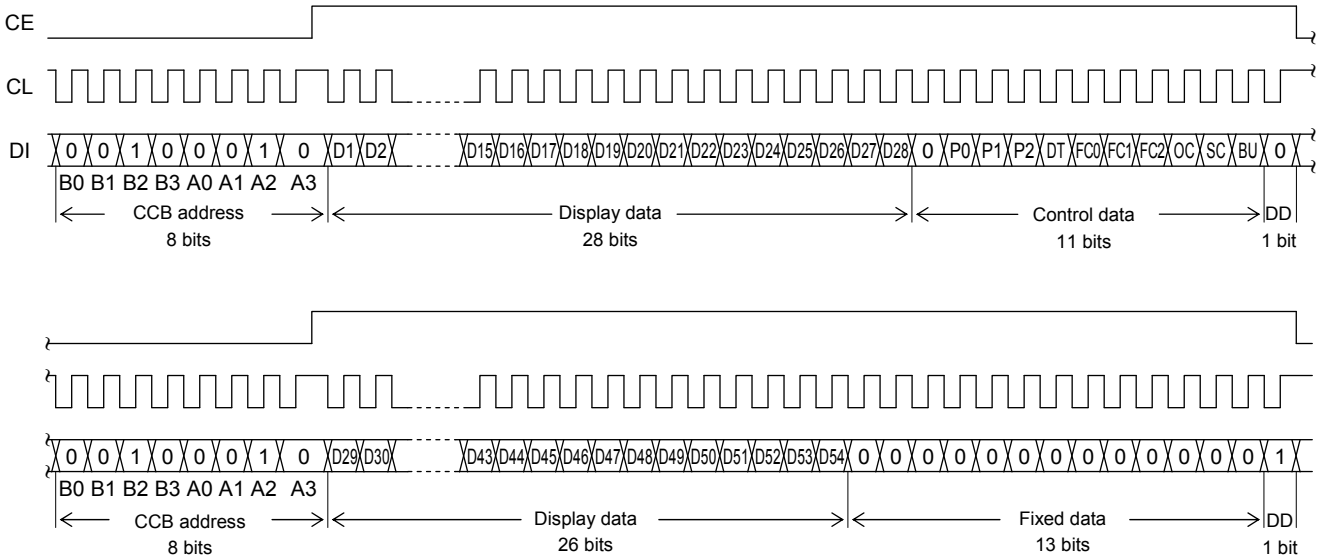 CE
CL
DI 0 0 1 0 0 0 1 0 D1 D2 D15 D16 D17 D18 D19 D20 D21 D22 D23 D24 D25 D26 D27 D28 0 P0 P1 P2 DT FC0 FC1 FC2 OC SC BU 0
B0 B1 B2 B3 A0 A1 A2 A3
CCB address Display data Control data DD
8 bits 28 bits 11 bits 1 bit
0 0 1 0 0 0 1 0 D29 D30 D43 D44 D45 D46 D47 D48 D49 D50 D51 D52 D53 D54 0 0 0 0 0 0 0 0 0 0 0 0 0 1
B0 B1 B2 B3 A0 A1 A2 A3
CCB address Display data Fixed data DD
8 bits 26 bits 13 bits 1 bit